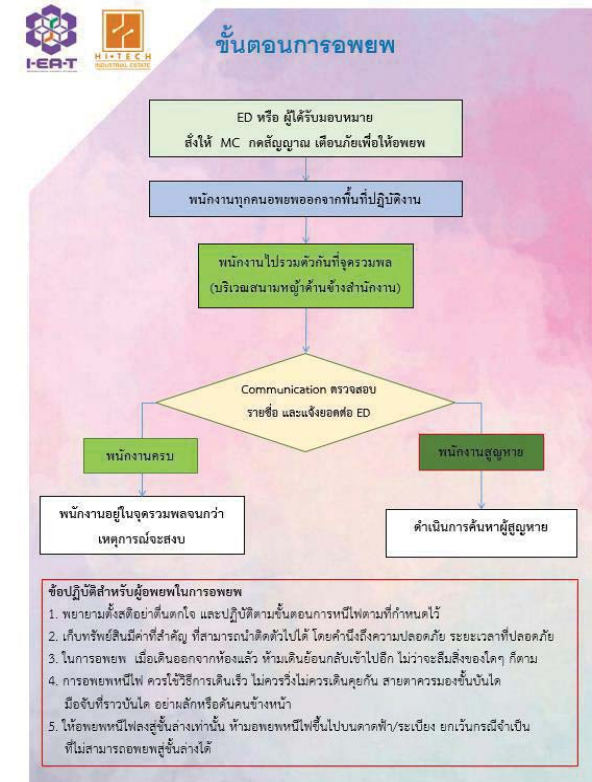 I-EA-T
HI-TECH
INDUSTRIAL ESTATE
ขั้นตอนการอพยพ
ED หรือ ผู้ได้รับมอบหมาย
สั่งให้ MC กดสัญญาณ เตือนภัยเพื่อให้อพยพ
พนักงานทุกคนอพยพออกจากพื้นที่ปฏิบัติงาน
พนักงานไปรวมตัวกันที่จุดรวมพล
(บริเวณสนามหญ้าด้านข้างสำนักงาน)
Communication ตรวจสอบ
รายชื่อ และแจ้งยอดต่อ ED
พนักงานครบ
พนักงานสูญหาย
พนักงานอยู่ในจุดรวมพลจนกว่า
เหตุการณ์จะสงบ
ดำเนินการค้นหาผู้สูญหาย
ข้อปฏิบัติสำหรับผู้อพยพในการอพยพ
1. พยายามตั้งสติอย่าตื่นตกใจ และปฏิบัติตามขั้นตอนการหนีไฟตามที่กำหนดไว้
2. เก็บทรัพย์สินมีค่าที่สำคัญ ที่สามารถนำติดตัวไปได้ โดยคำนึงถึงความปลอดภัย ระยะเวลาที่ปลอดภัย
3. ในการอพยพ เมื่อเดินออกจากห้องแล้ว ห้ามเดินย้อนกลับเข้าไปอีก ไม่ว่าจะลืมสิ่งของใดๆ ก็ตาม
4. การอพยพหนีไฟ ควรใช้วิธีการเดินเร็ว ไม่ควรวิ่งไม่ควรเดินคุยกัน สายตาควรมองขั้นบันได
มือจับที่ราวบันได อย่าผลักหรือดันคนข้างหน้า
5. ให้อพยพหนีไฟลงสู่ชั้นล่างเท่านั้น ห้ามอพยพหนีไฟขึ้นไปบนดาดฟ้า/ระเบียง ยกเว้นกรณีจำเป็น
ที่ไม่สามารถอพยพสู่ชั้นล่างได้